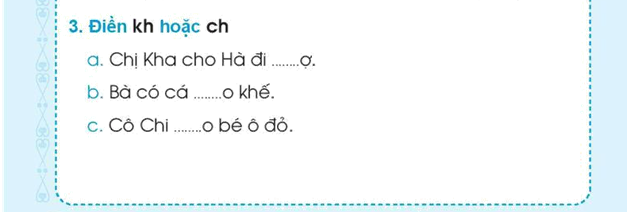 3. Điền kh hoặc ch
a. Chị Kha cho Hà đi ........ợ.
b. Bà có cá ........o khế.
c. Cô Chi ........o bé ô đỏ.